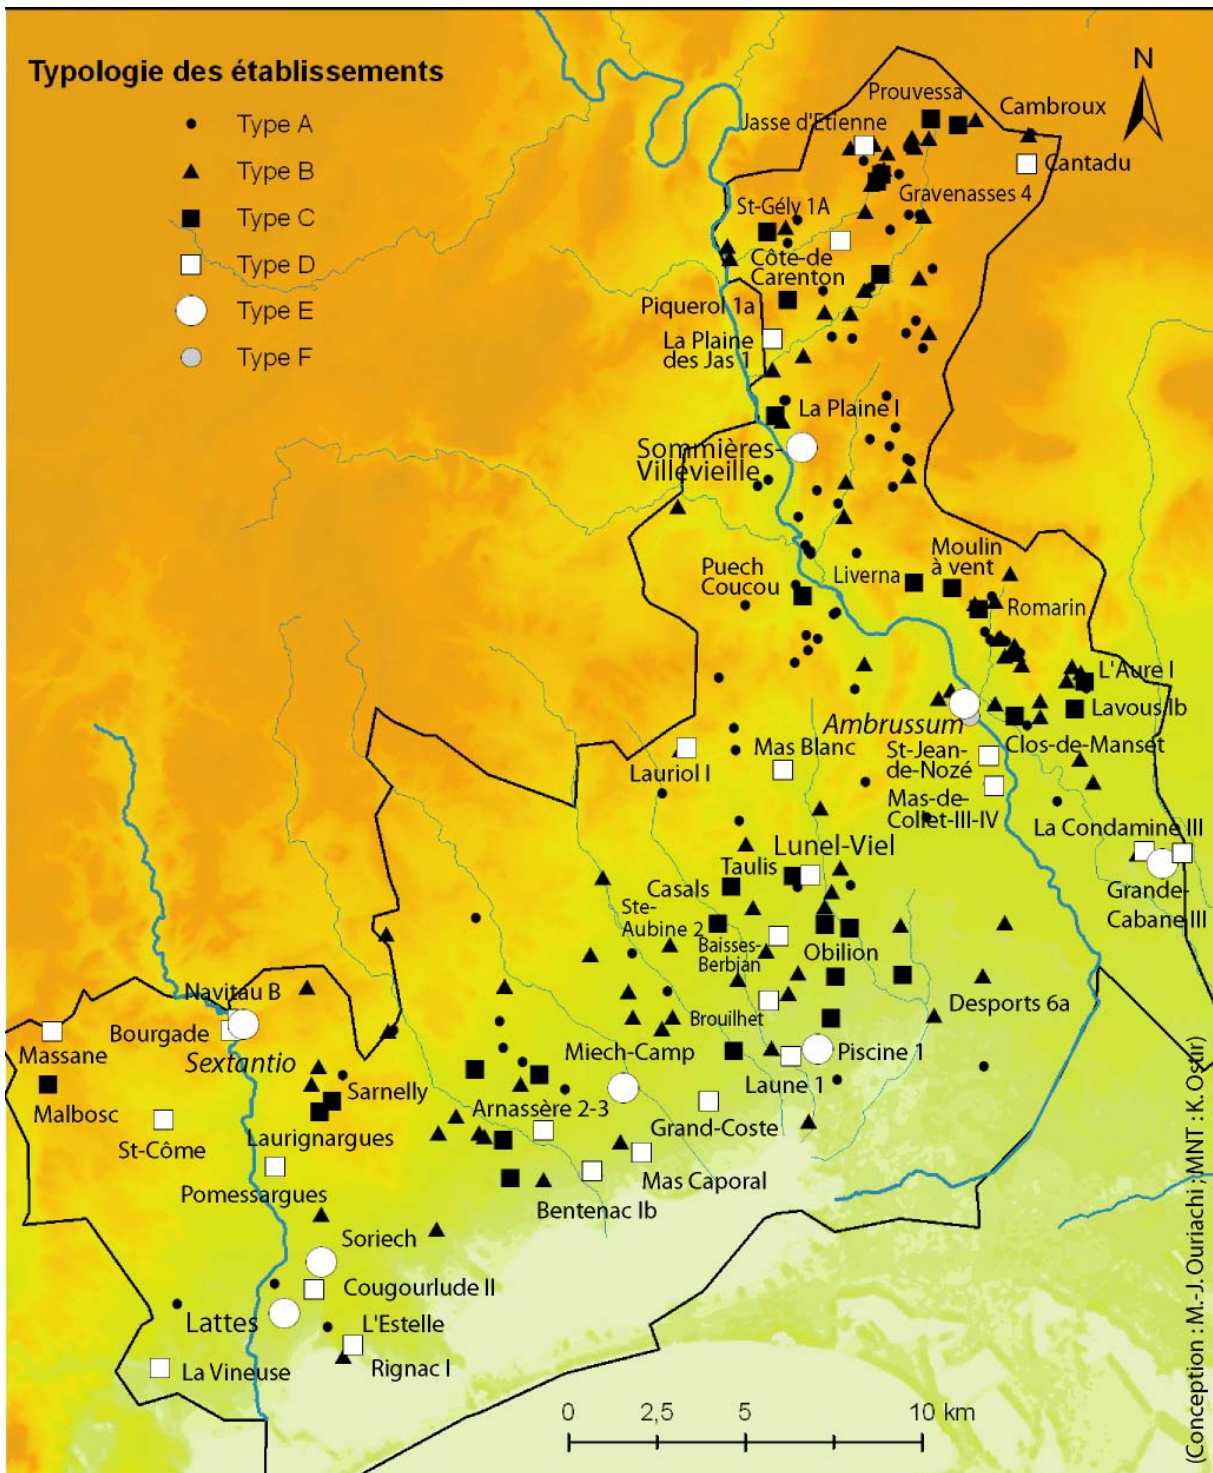 Typologie des établissements
Type A
Type B
Type C
Type D
Type E
Type F
N
Prouvessa
Cambroux
Jasse d'Etienne
Cantadu
Gravenasses 4
St-Gély 1A
Côte-de
Carenton
Piquerol 1a
La Plaine
des Jas 1
La Plaine I
Sommières-
Villevieille
Moulin
à vent
Puech
Coucou
Liverna
Romarin
L'Aure I
Lavous Ib
Ambrussum
Clos-de-Manset
St-Jean-
de-Nozé
Mas Blanc
Lauriol I
Mas-de-
Collet-III-IV
La Condamine III
Lunel-Viel
Taulis
Casals
Grande-
Cabane III
Ste-
Aubine 2
Baisses-
Berbian
Obilion
Desports 6a
Navitau B
Bourgade
Massane
Sextantio
Brouilhet
Miech-Camp
Piscine 1
Laune 1
Malbosc
Sarnelly
Arnassère 2-3
Grand-Coste
St-Côme
Laurignargues
Mas Caporal
Pomessargues
Bentenac Ib
Soriech
Cougourlude II
Lattes
L'Estelle
Rignac I
La Vineuse
0 2,5 5 10 km
(Conception : M.-J. Ouriachi ; MNT : K.Ostir)